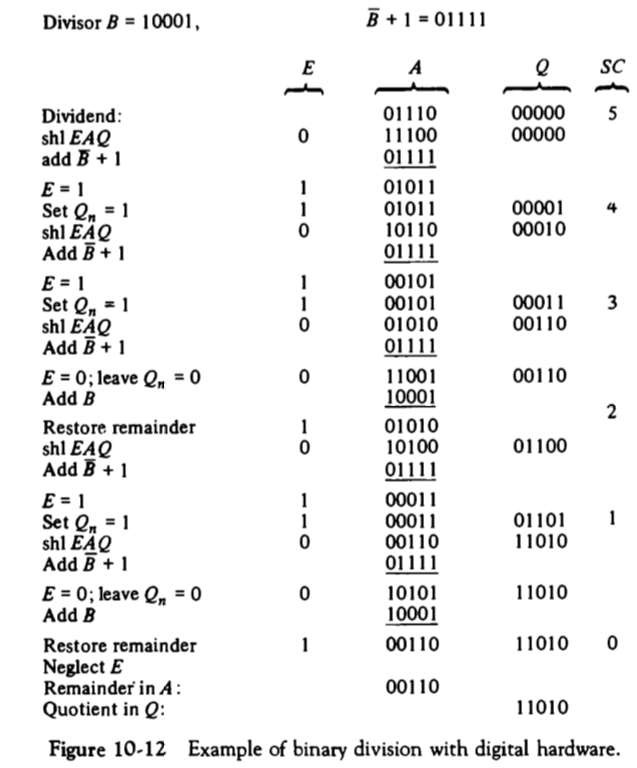 Divisor B = 10001, B̅ + 1 = 01111
E A Q SC
Dividend: 01110 00000 5
shl EAQ 0 11100 00000
add B̅ + 1 01111
E = 1 1 01011
Set Qₙ = 1 1 01011 00001 4
shl EAQ 0 10110 00010
Add B̅ + 1 01111
E = 1 1 00101
Set Qₙ = 1 1 00101 00011 3
shl EAQ 0 01010 00110
Add B̅ + 1 01111
E = 0; leave Qₙ = 0 0 11001 00110
Add B 10001
2
Restore remainder 1 01010
shl EAQ 0 10100 01100
Add B̅ + 1 01111
E = 1 1 00011
Set Qₙ = 1 1 00011 01101 1
shl EAQ 0 00110 11010
Add B̅ + 1 01111
E = 0; leave Qₙ = 0 0 10101 11010
Add B 10001
Restore remainder 1 00110 11010 0
Neglect E
Remainder in A: 00110
Quotient in Q: 11010
Figure 10-12 Example of binary division with digital hardware.